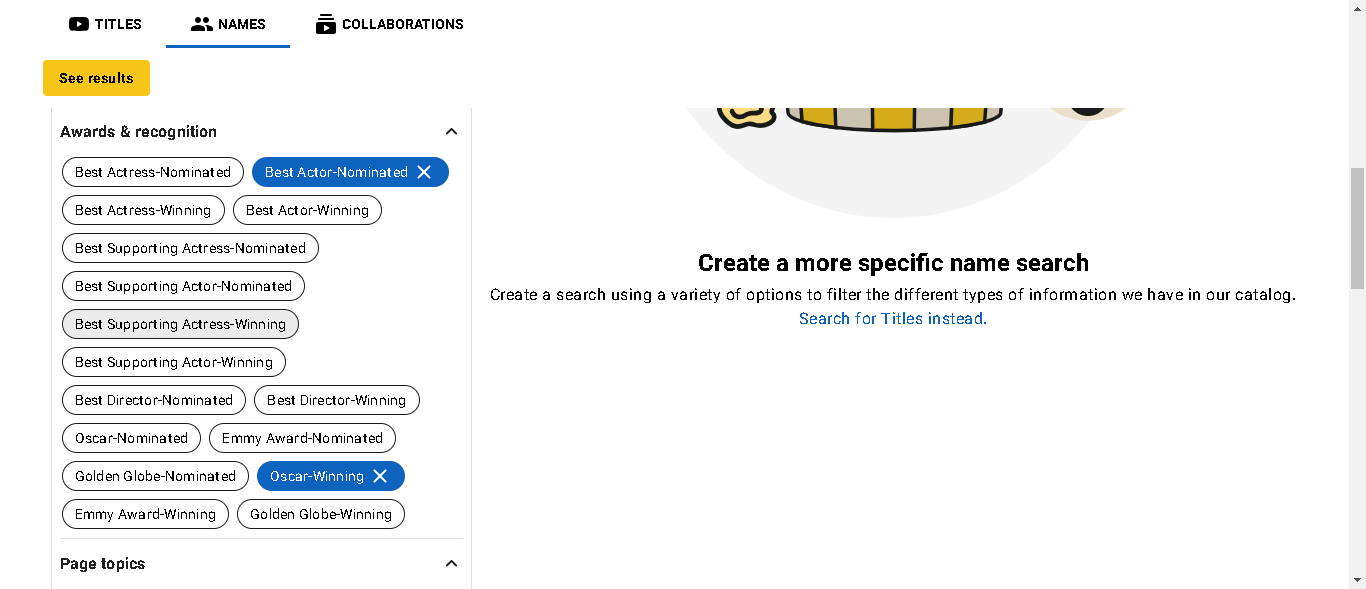 TITLES NAMES COLLABORATIONS
See results
Awards & recognition
Best Actress-Nominated Best Actor-Nominated
Best Actress-Winning Best Actor-Winning
Best Supporting Actress-Nominated
Best Supporting Actor-Nominated
Best Supporting Actress-Winning
Best Supporting Actor-Winning
Best Director-Nominated Best Director-Winning
Oscar-Nominated Emmy Award-Nominated
Golden Globe-Nominated Oscar-Winning
Emmy Award-Winning Golden Globe-Winning
Page topics
Create a more specific name search
Create a search using a variety of options to filter the different types of information we have in our catalog.
Search for Titles instead.